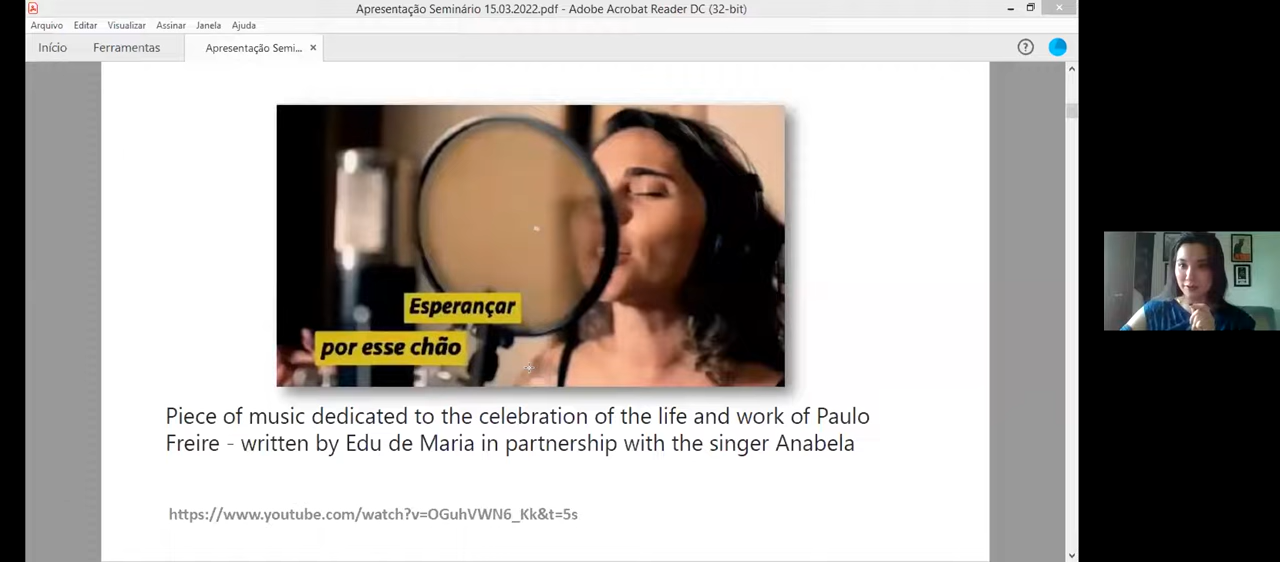 Apresentação Seminário 15.03.2022.pdf - Adobe Acrobat Reader DC (32-bit)
Arquivo Editar Visualizar Assinar Janela Ajuda
Início Ferramentas Apresentação Semi... ×
Esperançar
por esse chão
Piece of music dedicated to the celebration of the life and work of Paulo
Freire - written by Edu de Maria in partnership with the singer Anabela
https://www.youtube.com/watch?v=OGuhVWN6_Kk&t=5s